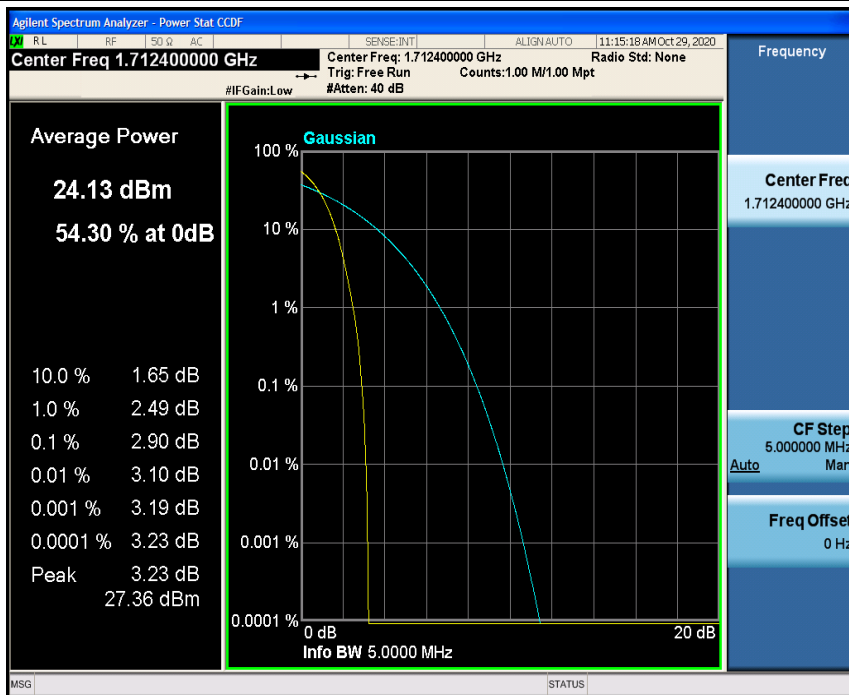 Agilent Spectrum Analyzer - Power Stat CCDF
LXI RL RF 50 Ω AC SENSE:INT ALIGN AUTO 11:15:18 AM Oct 29, 2020
Center Freq 1.712400000 GHz
Center Freq: 1.712400000 GHz Radio Std: None
Trig: Free Run Counts:1.00 M/1.00 Mpt
#IFGain:Low #Atten: 40 dB
Frequency
Average Power
24.13 dBm
54.30 % at 0dB
10.0 % 1.65 dB
1.0 % 2.49 dB
0.1 % 2.90 dB
0.01 % 3.10 dB
0.001 % 3.19 dB
0.0001 % 3.23 dB
Peak 3.23 dB
27.36 dBm
Gaussian
100 %
10 %
1 %
0.1 %
0.01 %
0.001 %
0.0001 %
0 dB 20 dB
Info BW 5.0000 MHz
Center Freq
1.712400000 GHz
CF Step
5.000000 MHz
Auto Man
Freq Offset
0 Hz
MSG STATUS